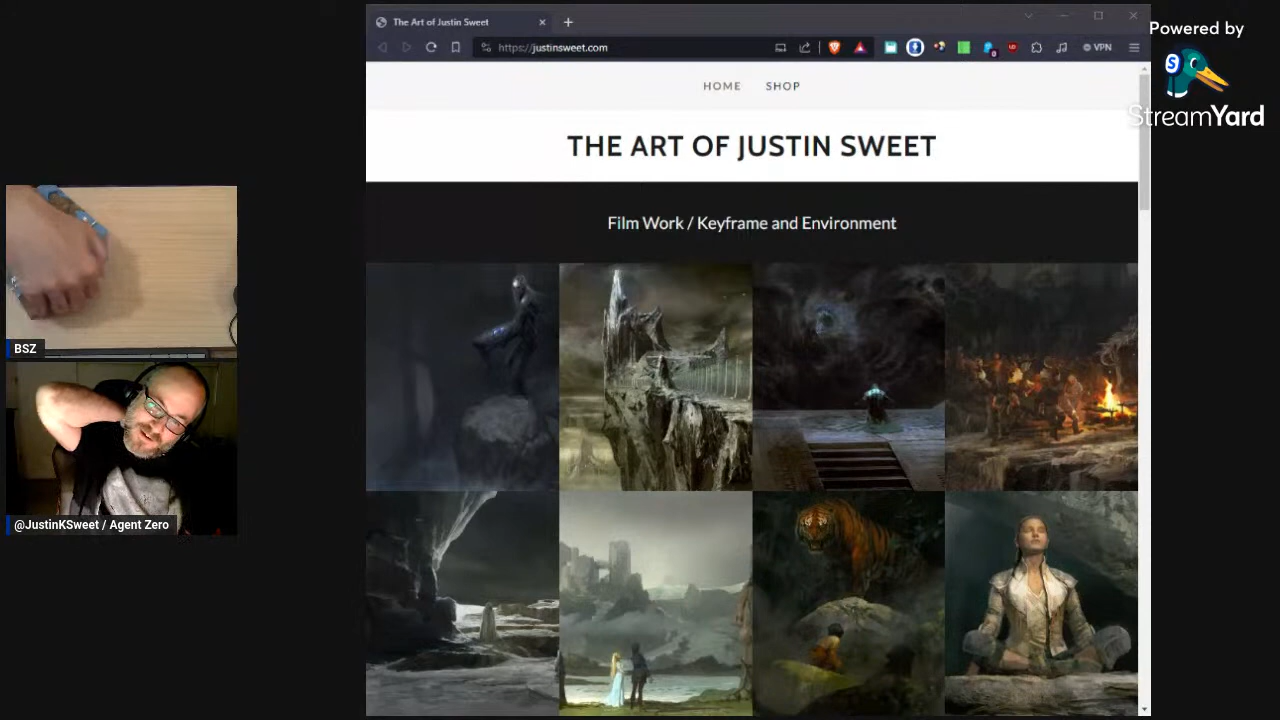 The Art of Justin Sweet
https://justinsweet.com
VPN
Powered by
StreamYard
HOME SHOP
THE ART OF JUSTIN SWEET
Film Work / Keyframe and Environment
BSZ
@JustinKSweet / Agent Zero